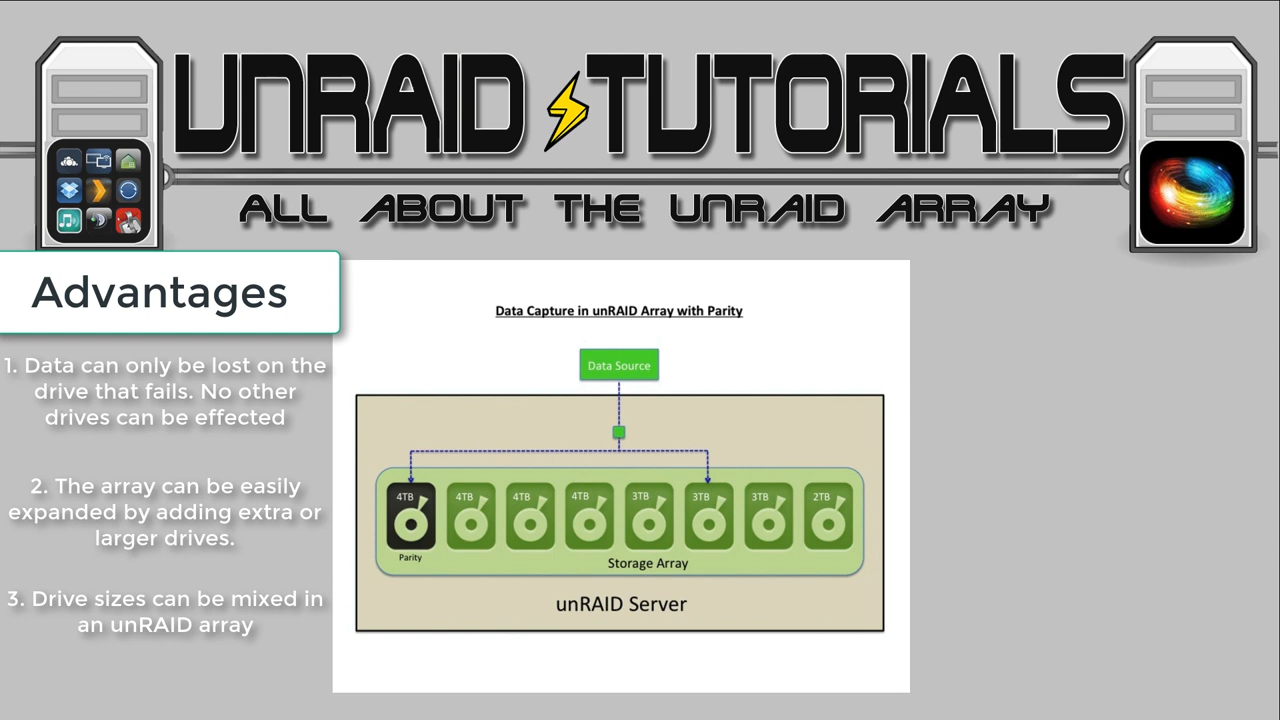 UNRAID TUTORIALS
ALL ABOUT THE UNRAID ARRAY
Advantages
1. Data can only be lost on the
drive that fails. No other
drives can be effected
2. The array can be easily
expanded by adding extra or
larger drives.
3. Drive sizes can be mixed in
an unRAID array
Data Capture in unRAID Array with Parity
Data Source
4TB 4TB 4TB 4TB 3TB 3TB 3TB 2TB
Parity
Storage Array
unRAID Server